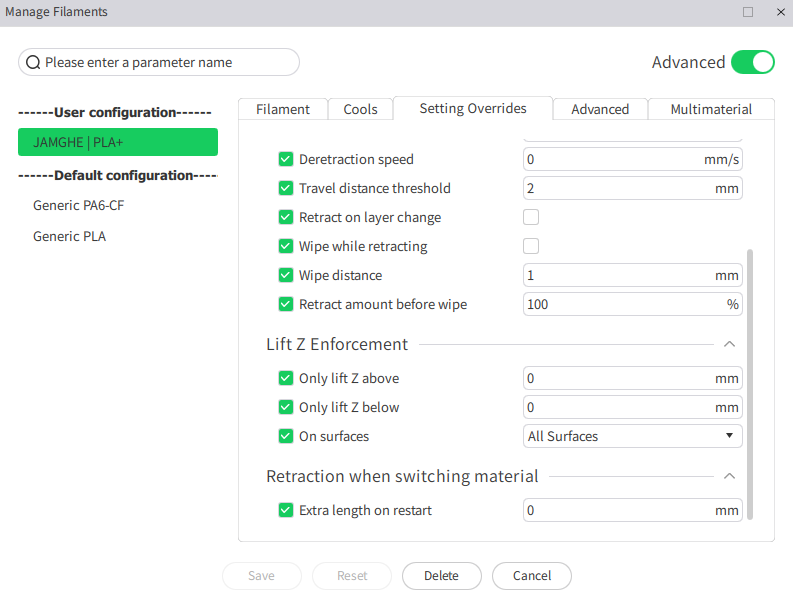 Manage Filaments
Please enter a parameter name
Advanced
------User configuration------
JAMGHE | PLA+
------Default configuration----
Generic PA6-CF
Generic PLA
Filament Cools Setting Overrides Advanced Multimaterial
Deretraction speed 0 mm/s
Travel distance threshold 2 mm
Retract on layer change
Wipe while retracting
Wipe distance 1 mm
Retract amount before wipe 100 %
Lift Z Enforcement
Only lift Z above 0 mm
Only lift Z below 0 mm
On surfaces All Surfaces
Retraction when switching material
Extra length on restart 0 mm
Save Reset Delete Cancel